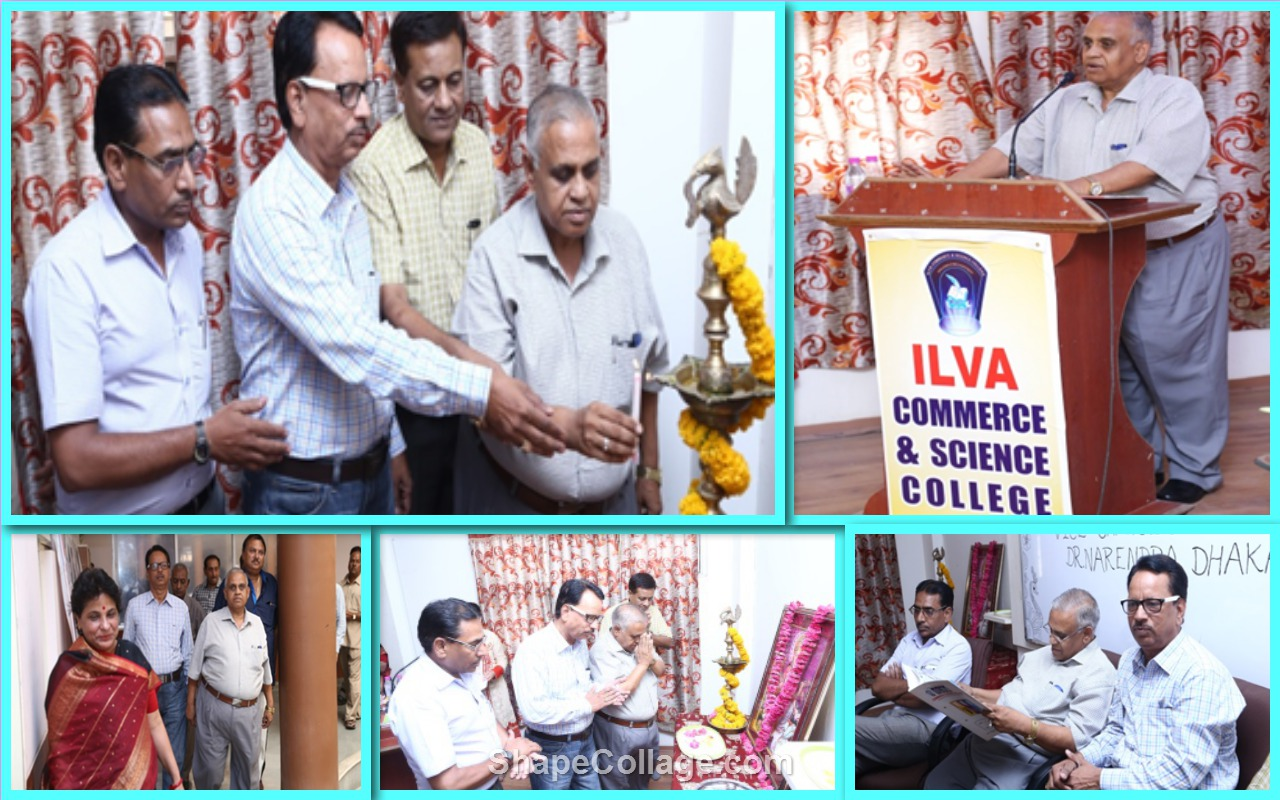 ILVA
COMMERCE
& SCIENCE
COLLEGE
DR.NARENDRA DHAKA
ShapeCollage.com